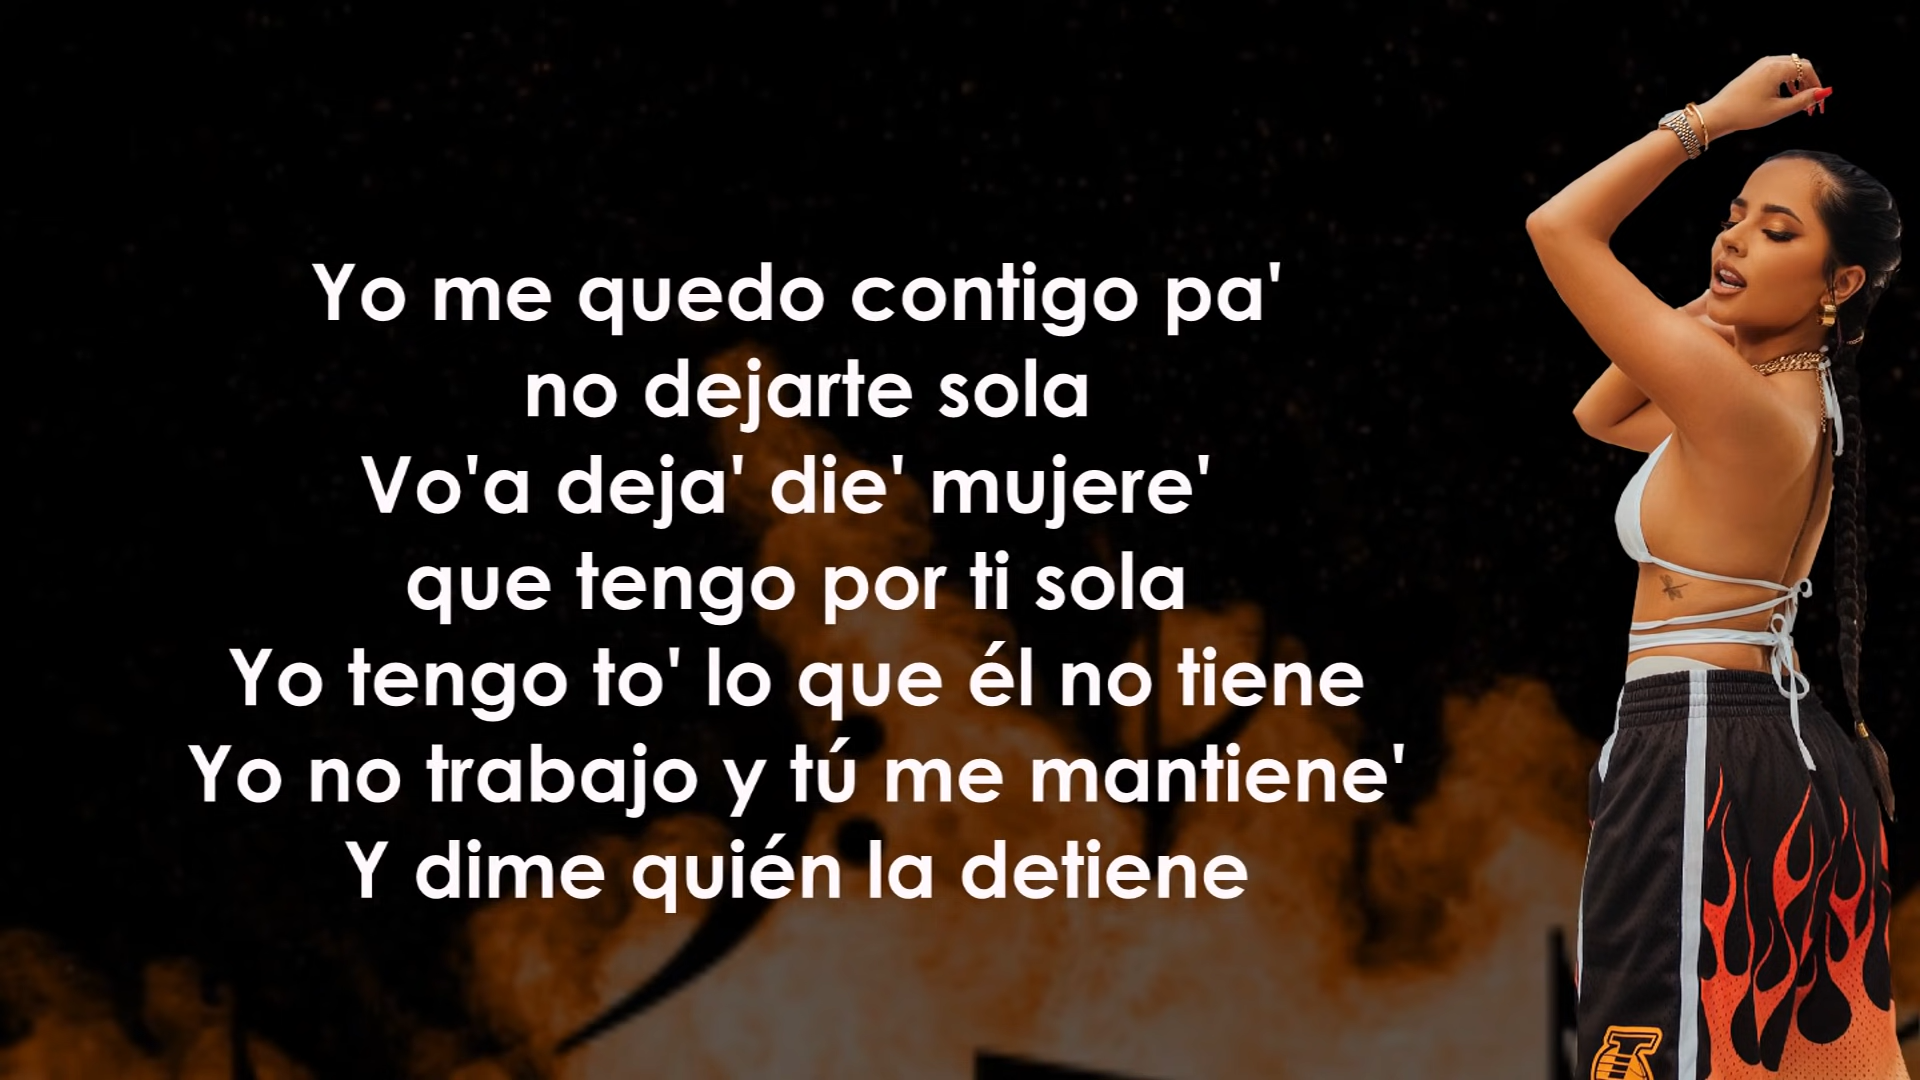 Yo me quedo contigo pa'
no dejarte sola
Vo'a deja' die' mujere'
que tengo por ti sola
Yo tengo to' lo que él no tiene
Yo no trabajo y tú me mantiene'
Y dime quién la detiene